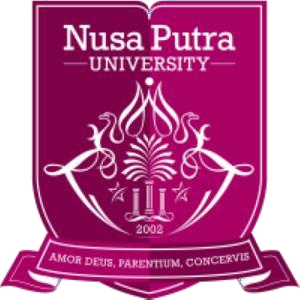 Nusa Putra
UNIVERSITY
2002
AMOR DEUS, PARENTIUM, CONCERVIS